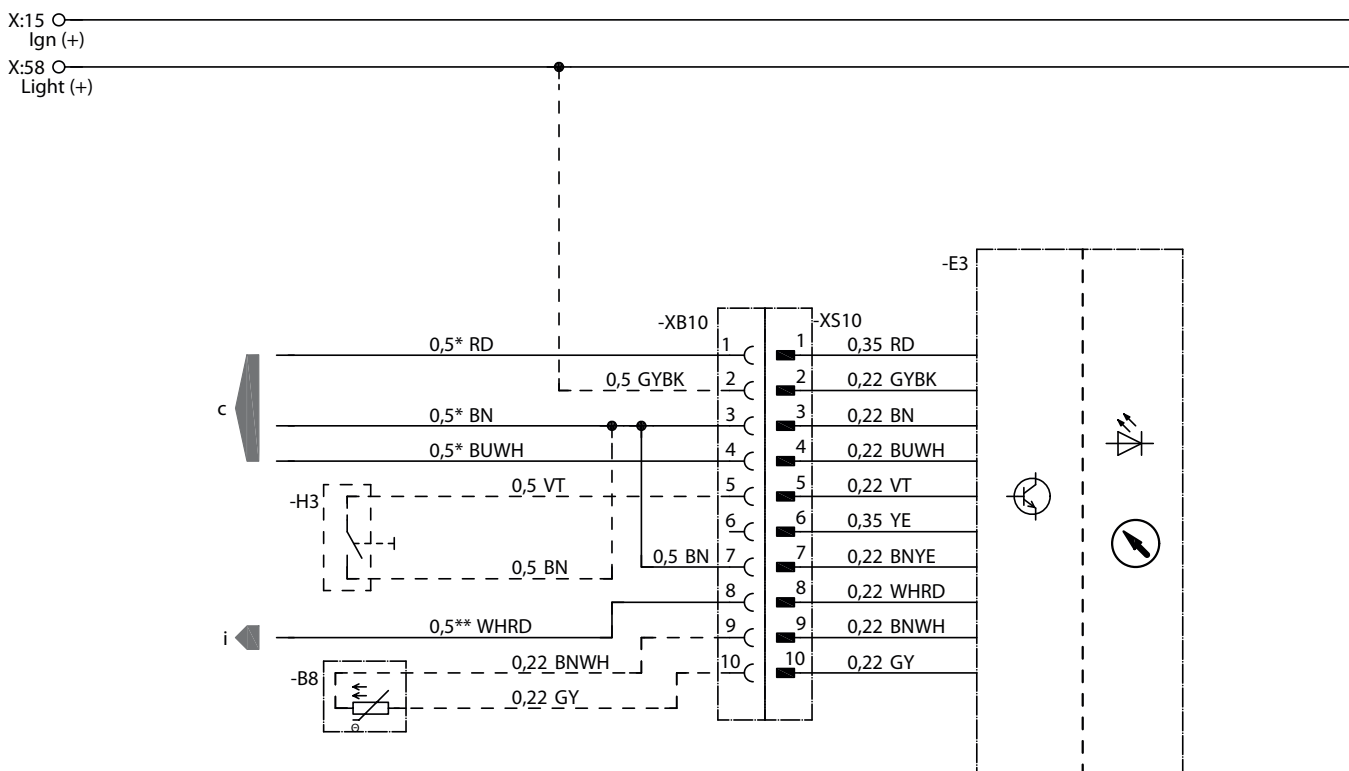 X:15
Ign (+)
X:58
Light (+)
-E3
-XB10
-XS10
0,5* RD
1
1
0,35 RD
0,5 GYBK
2
2
0,22 GYBK
c
0,5* BN
3
3
0,22 BN
0,5* BUWH
4
4
0,22 BUWH
-H3
0,5 VT
5
5
0,22 VT
6
6
0,35 YE
0,5 BN
0,5 BN
7
7
0,22 BNYE
8
8
0,22 WHRD
i
0,5** WHRD
9
9
0,22 BNWH
-B8
0,22 BNWH
10
10
0,22 GY
0,22 GY
Θ